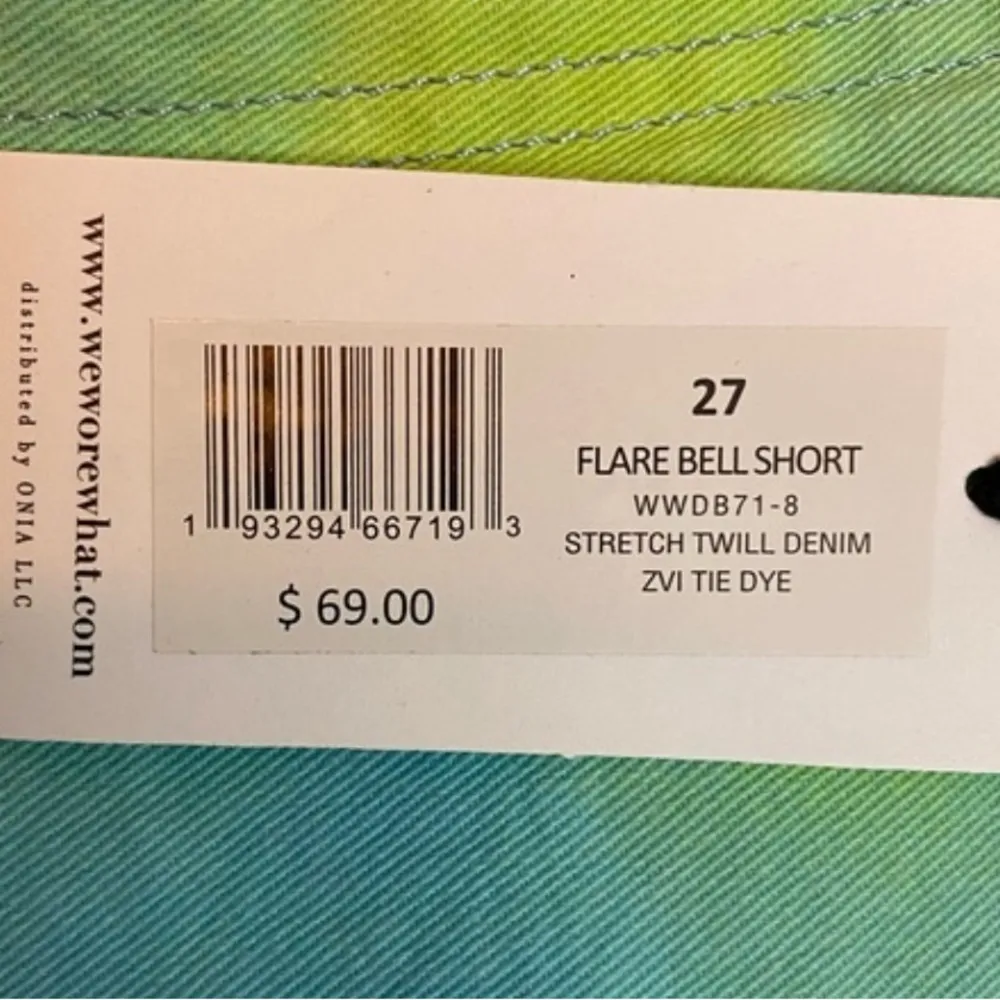 www.weworewhat.com
distributed by ONIA LLC
1 93294 66719 3
$ 69.00
27
FLARE BELL SHORT
WWDB71-8
STRETCH TWILL DENIM
ZVI TIE DYE